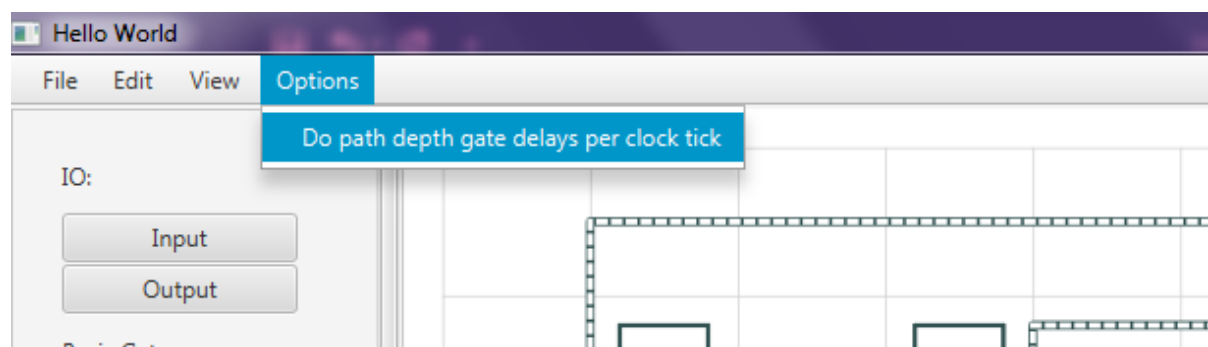 Hello World
File Edit View Options
Do path depth gate delays per clock tick
IO:
Input
Output